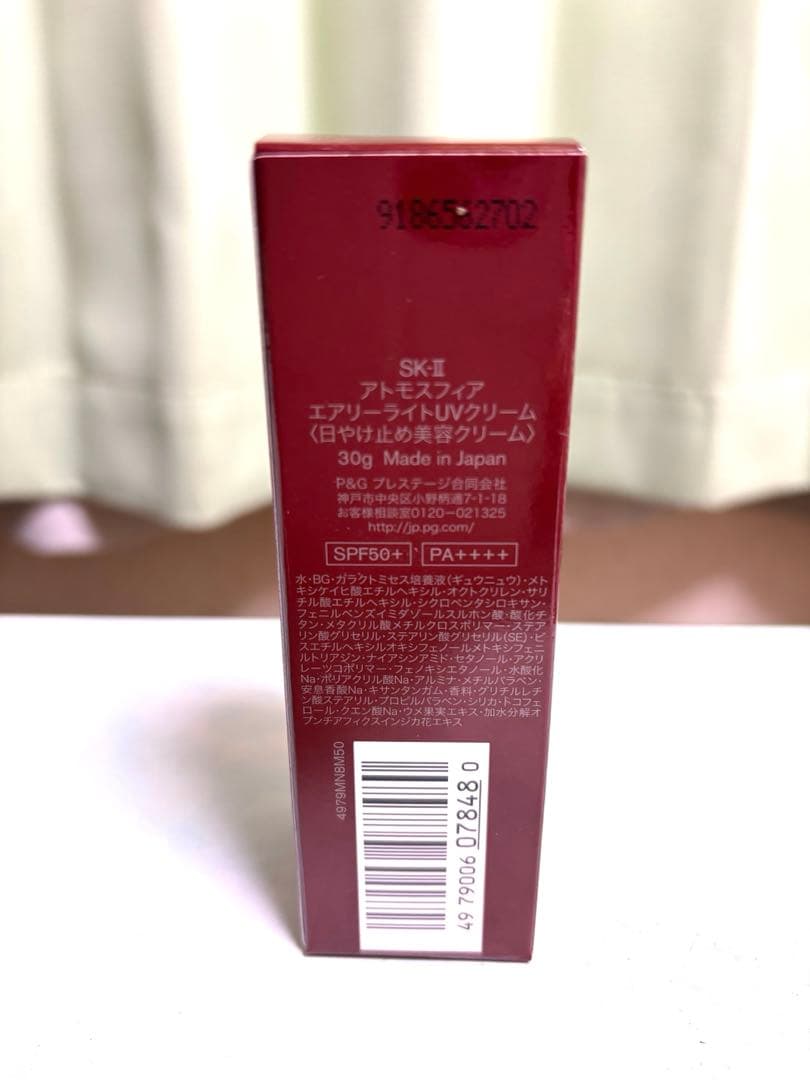 9186562702
SK-II
アトモスフィア
エアリーライトUVクリーム
〈日やけ止め美容クリーム〉
30g Made in Japan
P&G プレステージ合同会社
神戸市中央区小野柄通7-1-18
お客様相談室0120-021325
http://jp.pg.com/
SPF50+ PA++++
水・BG・ガラクトミセス培養液(ギュウニュウ)・メト
キシケイヒ酸エチルヘキシル・オクトクリレン・サリ
チル酸エチルヘキシル・シクロペンタシロキサン・
フェニルベンズイミダゾールスルホン酸・酸化チ
タン・メタクリル酸メチルクロスポリマー・ステア
リン酸グリセリル・ステアリン酸グリセリル(SE)・ビ
スエチルヘキシルオキシフェノールメトキシフェニ
ルトリアジン・ナイアシンアミド・セタノール・アクリ
レーツコポリマー・フェノキシエタノール・水酸化
Na・ポリアクリル酸Na・アルミナ・メチルパラベン・
安息香酸Na・キサンタンガム・香料・グリチルレチ
ン酸ステアリル・プロピルパラベン・シリカ・トコフェ
ロール・クエン酸Na・ウメ果実エキス・加水分解オ
プンチアフィクスインジカ花エキス
4979MN8M50
49 79006 07848 0